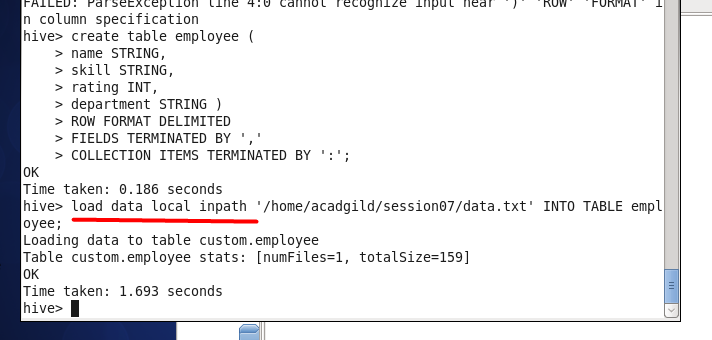 FAILED: ParseException line 4:0 cannot recognize input near ')' 'ROW' 'FORMAT' i
n column specification
hive> create table employee (
    > name STRING,
    > skill STRING,
    > rating INT,
    > department STRING )
    > ROW FORMAT DELIMITED
    > FIELDS TERMINATED BY ','
    > COLLECTION ITEMS TERMINATED BY ':';
OK
Time taken: 0.186 seconds
hive> load data local inpath '/home/acadgild/session07/data.txt' INTO TABLE empl
oyee;
Loading data to table custom.employee
Table custom.employee stats: [numFiles=1, totalSize=159]
OK
Time taken: 1.693 seconds
hive>